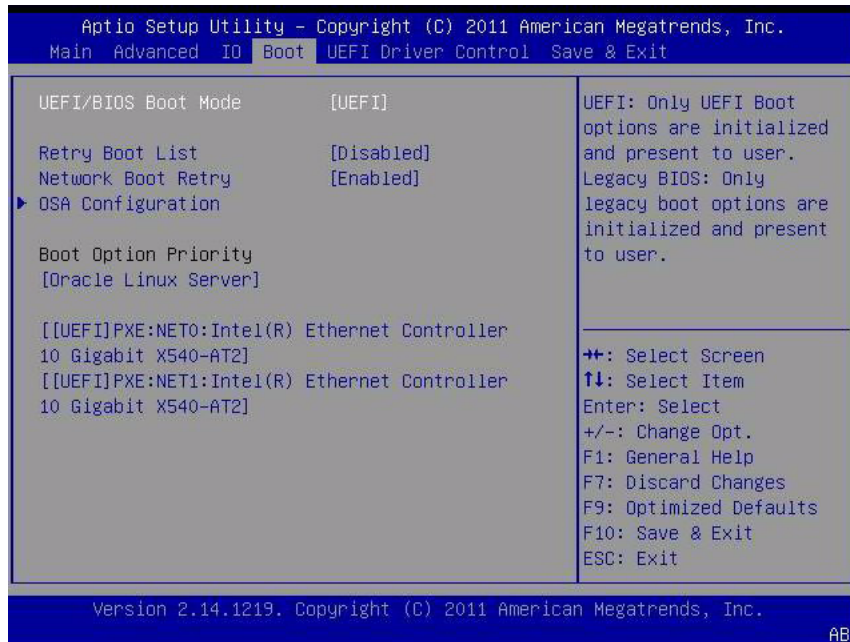 Aptio Setup Utility – Copyright (C) 2011 American Megatrends, Inc.
Main Advanced IO Boot UEFI Driver Control Save & Exit
UEFI/BIOS Boot Mode [UEFI]
Retry Boot List [Disabled]
Network Boot Retry [Enabled]
OSA Configuration
Boot Option Priority
[Oracle Linux Server]
[[UEFI]PXE:NET0:Intel(R) Ethernet Controller
10 Gigabit X540-AT2]
[[UEFI]PXE:NET1:Intel(R) Ethernet Controller
10 Gigabit X540-AT2]
UEFI: Only UEFI Boot
options are initialized
and present to user.
Legacy BIOS: Only
legacy boot options are
initialized and present
to user.
→←: Select Screen
↑↓: Select Item
Enter: Select
+/-: Change Opt.
F1: General Help
F7: Discard Changes
F9: Optimized Defaults
F10: Save & Exit
ESC: Exit
Version 2.14.1219. Copyright (C) 2011 American Megatrends, Inc.
AB